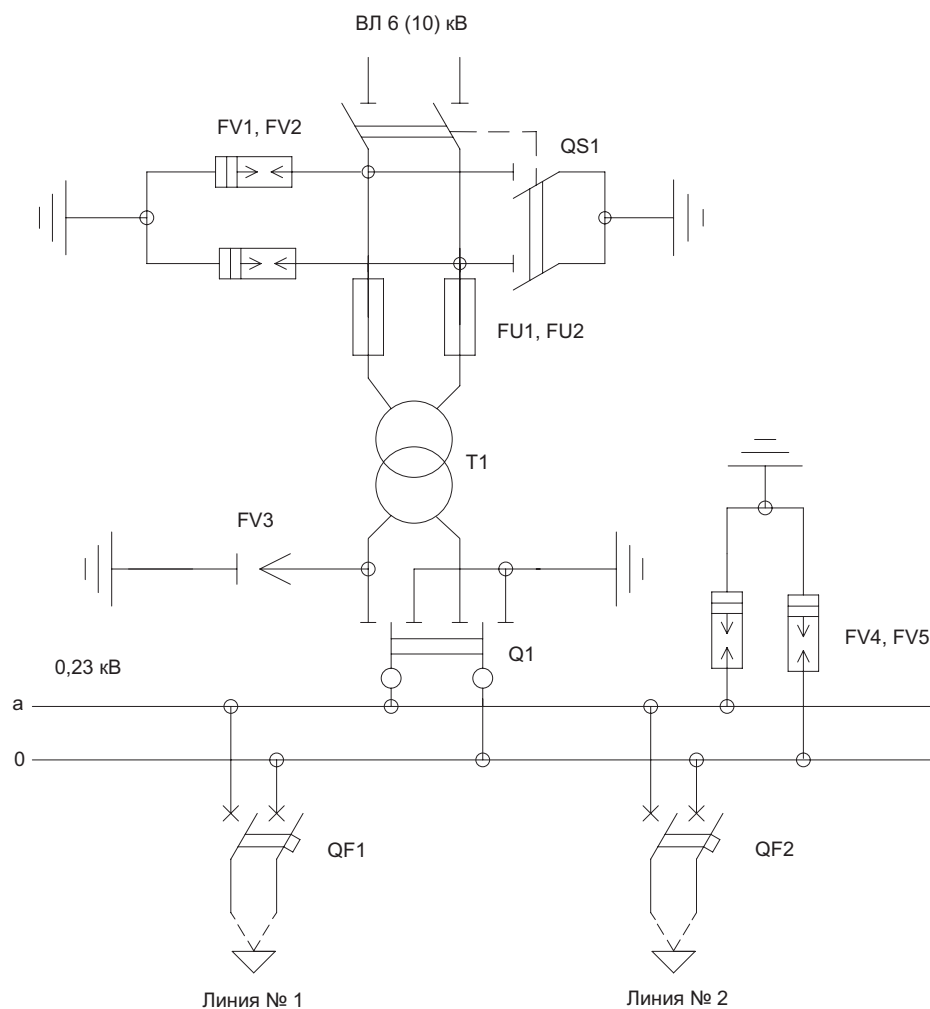 ВЛ 6 (10) кВ
FV1, FV2
QS1
FU1, FU2
T1
FV3
FV4, FV5
Q1
0,23 кВ
a
0
QF1
QF2
Линия № 1
Линия № 2